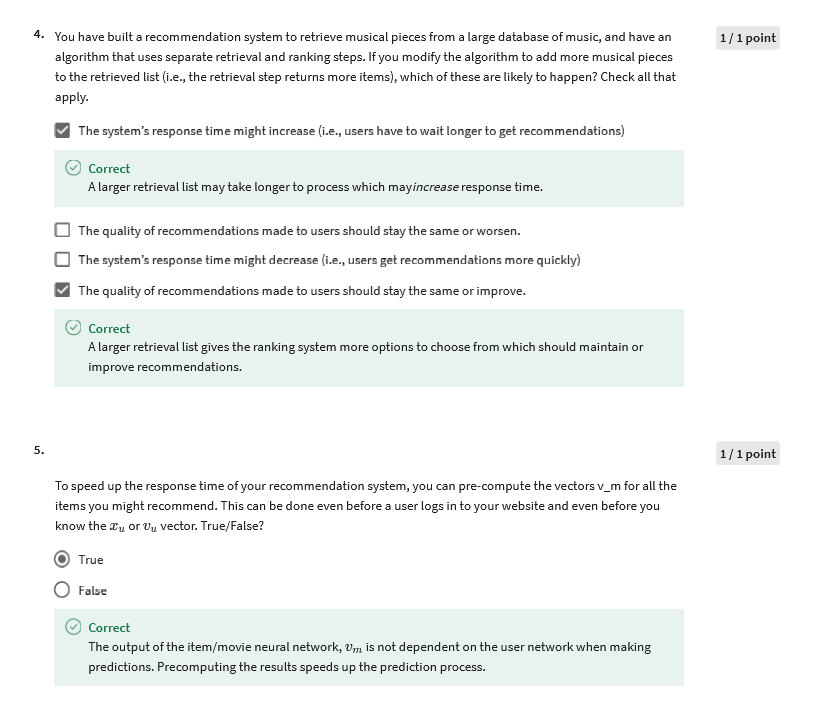 4. You have built a recommendation system to retrieve musical pieces from a large database of music, and have an 1 / 1 point
algorithm that uses separate retrieval and ranking steps. If you modify the algorithm to add more musical pieces
to the retrieved list (i.e., the retrieval step returns more items), which of these are likely to happen? Check all that
apply.
The system's response time might increase (i.e., users have to wait longer to get recommendations)
Correct
A larger retrieval list may take longer to process which may increase response time.
The quality of recommendations made to users should stay the same or worsen.
The system's response time might decrease (i.e., users get recommendations more quickly)
The quality of recommendations made to users should stay the same or improve.
Correct
A larger retrieval list gives the ranking system more options to choose from which should maintain or
improve recommendations.
5. 1 / 1 point
To speed up the response time of your recommendation system, you can pre-compute the vectors v_m for all the
items you might recommend. This can be done even before a user logs in to your website and even before you
know the xᵤ or vᵤ vector. True/False?
True
False
Correct
The output of the item/movie neural network, vₘ is not dependent on the user network when making
predictions. Precomputing the results speeds up the prediction process.